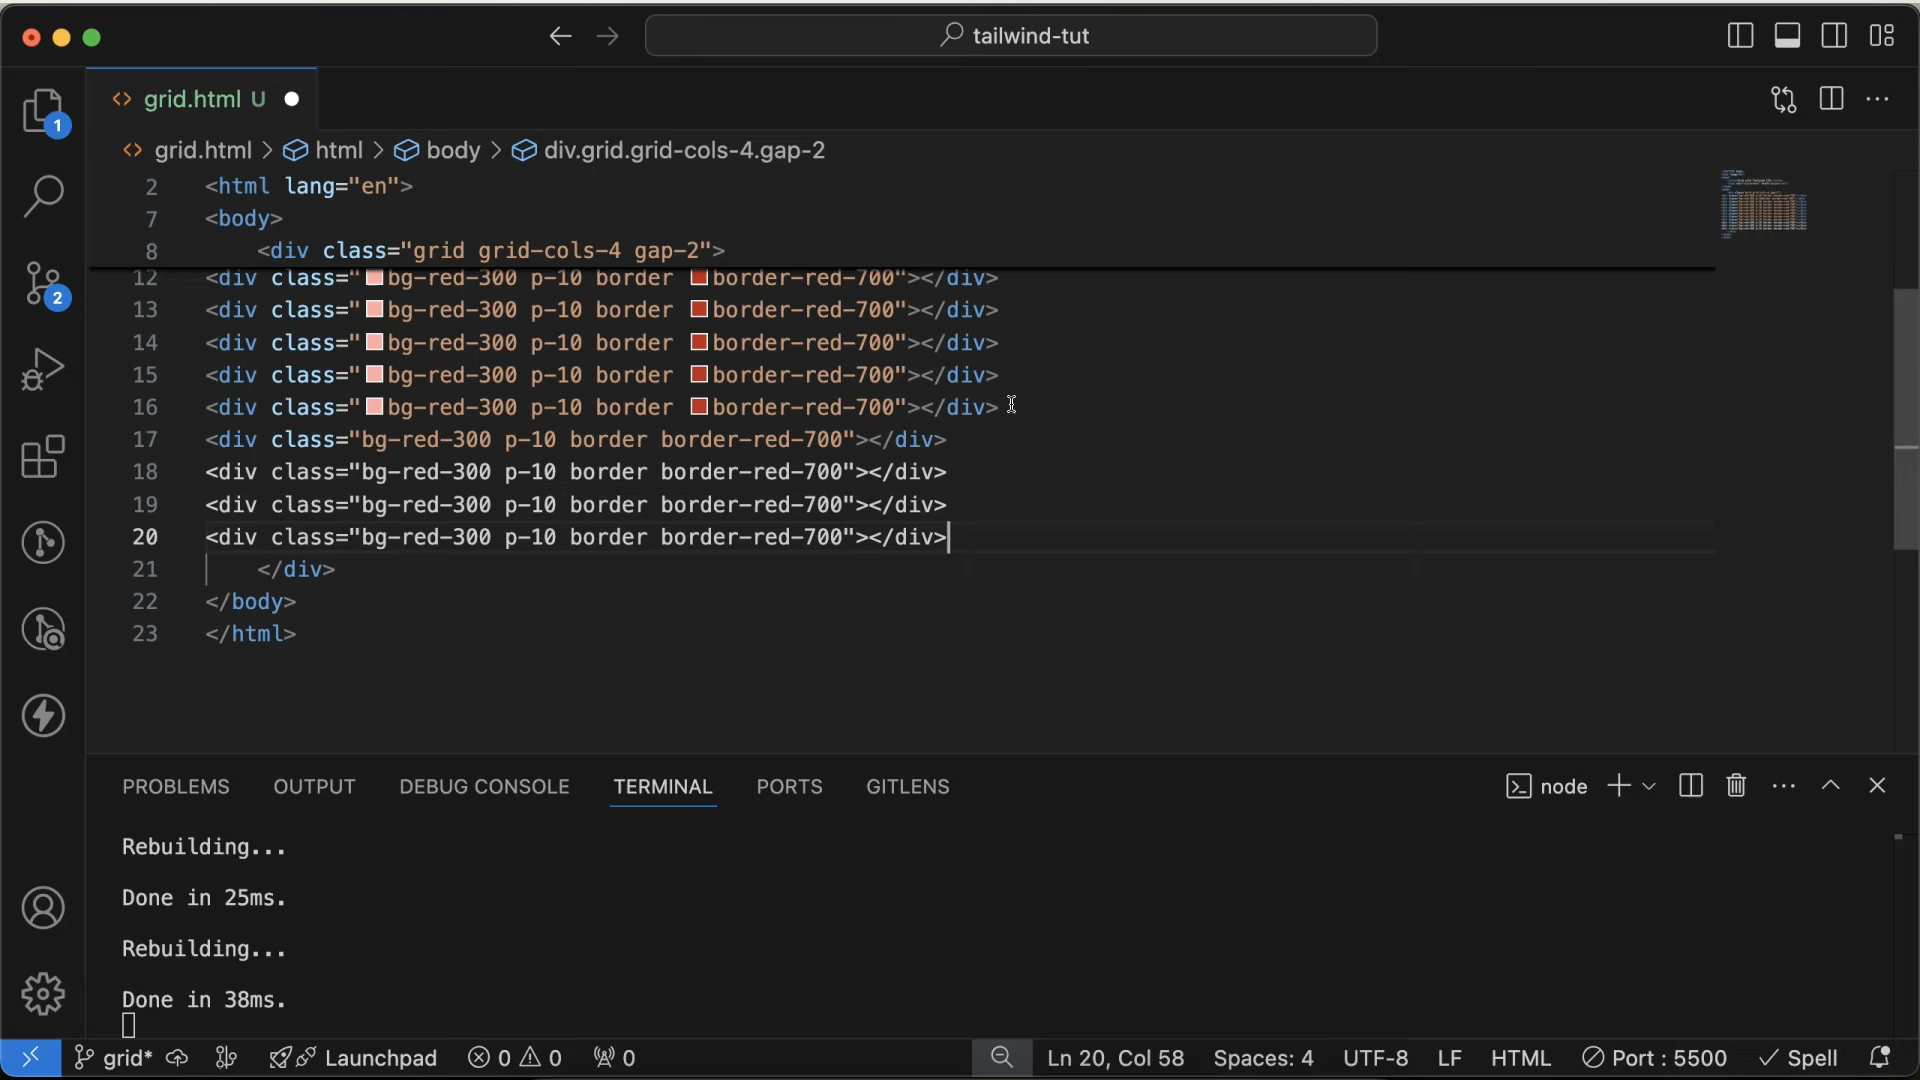 tailwind-tut
grid.html U
grid.html > html > body > div.grid.grid-cols-4.gap-2
2 <html lang="en">
7 <body>
8 <div class="grid grid-cols-4 gap-2">
12 <div class="bg-red-300 p-10 border border-red-700"></div>
13 <div class="bg-red-300 p-10 border border-red-700"></div>
14 <div class="bg-red-300 p-10 border border-red-700"></div>
15 <div class="bg-red-300 p-10 border border-red-700"></div>
16 <div class="bg-red-300 p-10 border border-red-700"></div>
17 <div class="bg-red-300 p-10 border border-red-700"></div>
18 <div class="bg-red-300 p-10 border border-red-700"></div>
19 <div class="bg-red-300 p-10 border border-red-700"></div>
20 <div class="bg-red-300 p-10 border border-red-700"></div>
21 </div>
22 </body>
23 </html>
1
2
PROBLEMS OUTPUT DEBUG CONSOLE TERMINAL PORTS GITLENS node
Rebuilding...
Done in 25ms.
Rebuilding...
Done in 38ms.
grid* Launchpad 0 0 0 Ln 20, Col 58 Spaces: 4 UTF-8 LF HTML Port : 5500 Spell